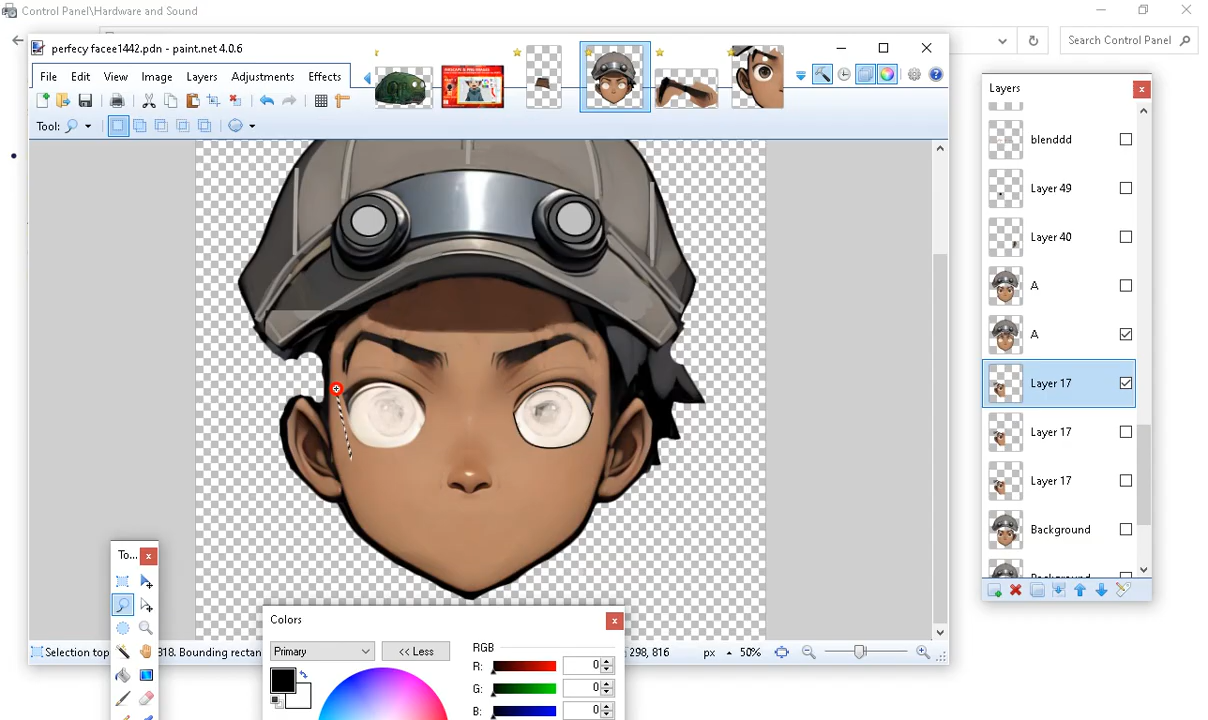 Control Panel\Hardware and Sound
Search Control Panel
perfecy facee1442.pdn - paint.net 4.0.6
File Edit View Image Adjustments Effects
Tool:
Layers
blenddd
Layer 49
Layer 40
A
A
Layer 17
Layer 17
Layer 17
Background
Background
To...
Colors
Primary
<< Less
RGB
R: 0
G: 0
B: 0
Selection top
318. Bounding rectan
298, 816
px
50%